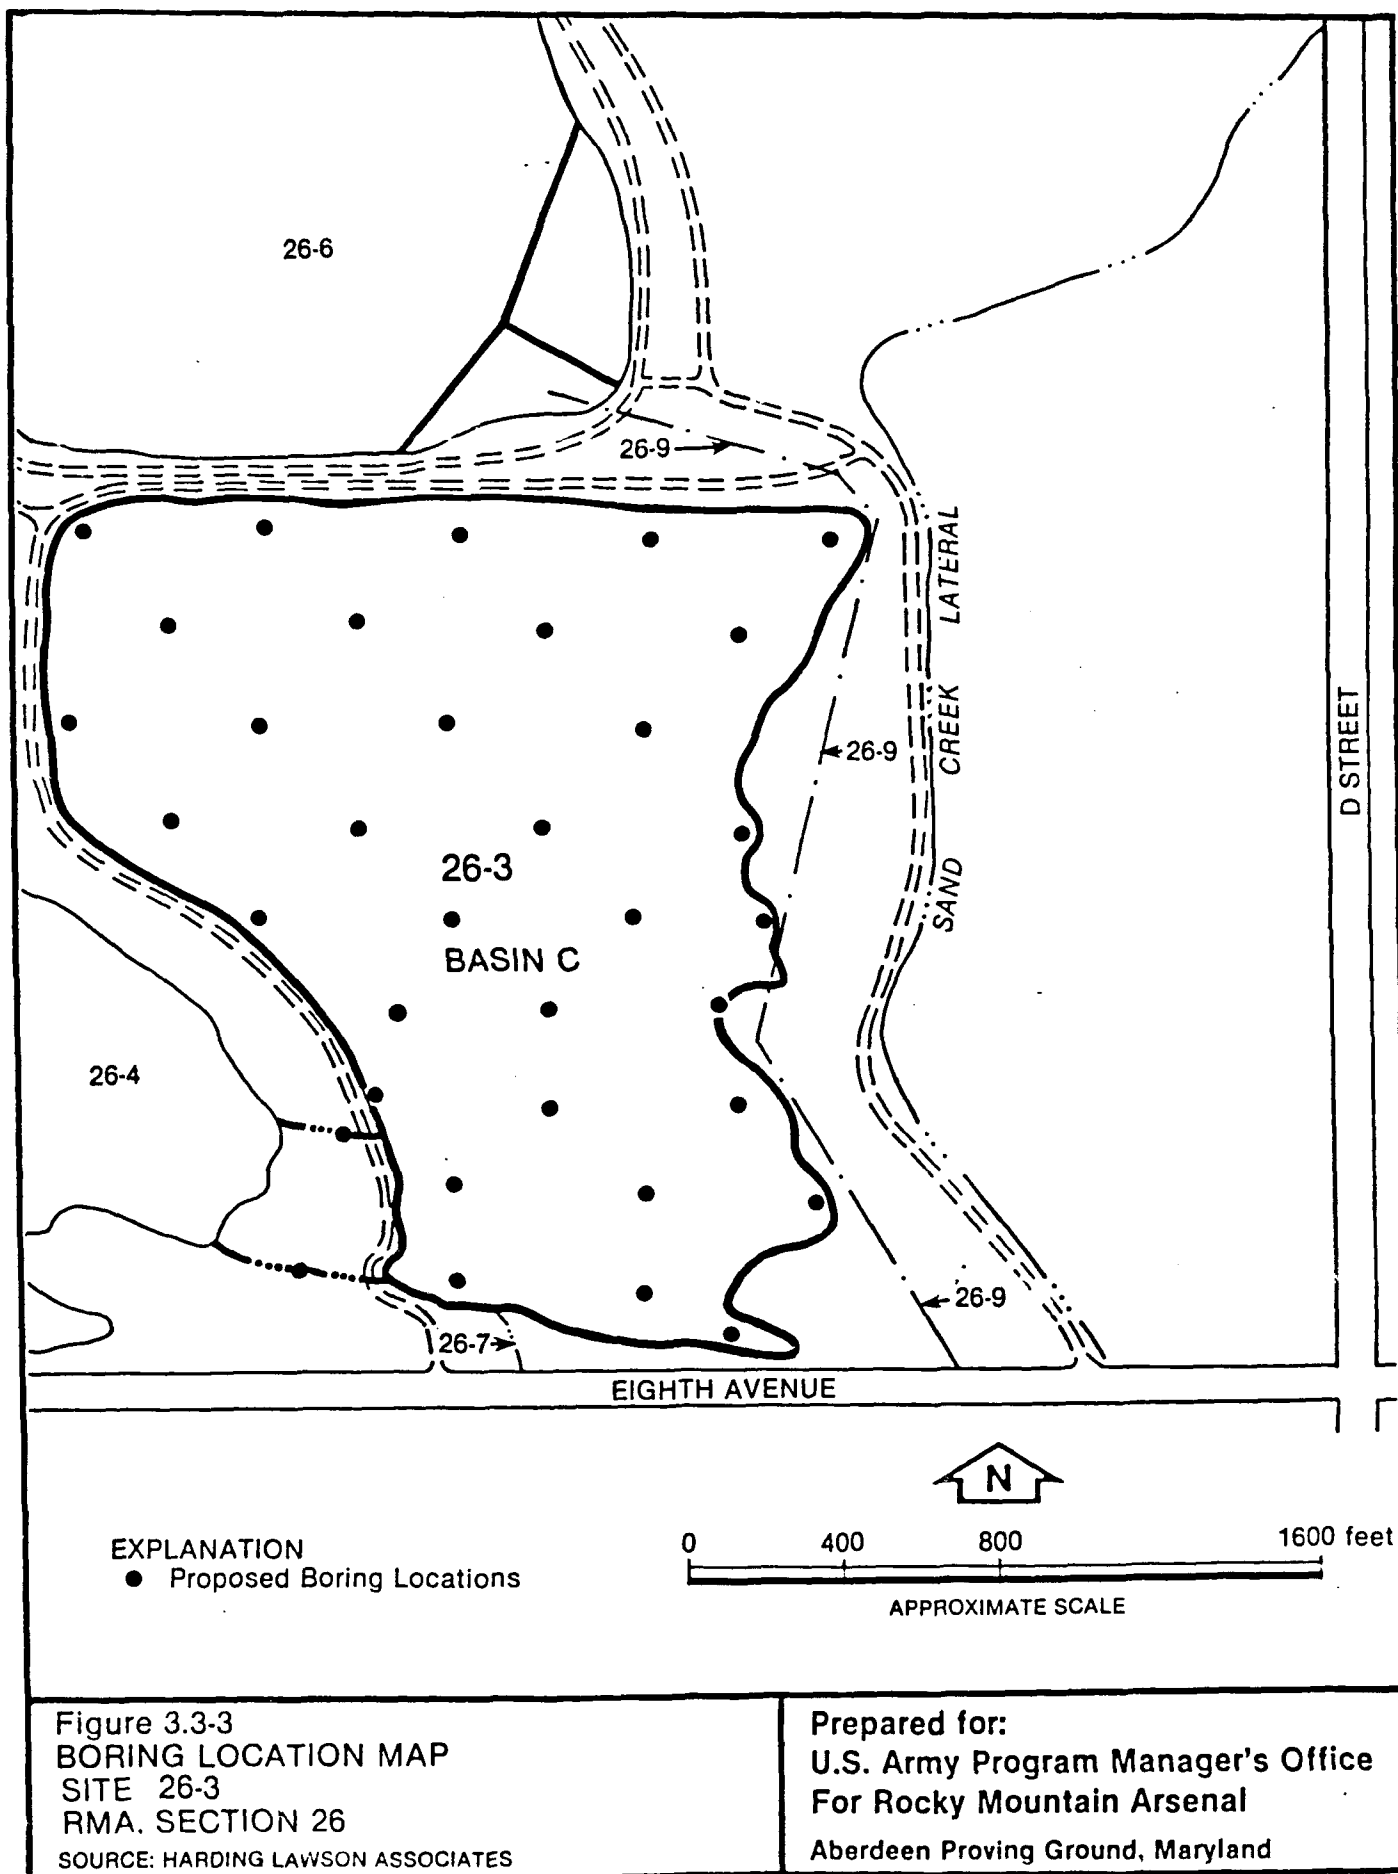 26-6
26-9
SAND CREEK LATERAL
26-9
D STREET
26-3
BASIN C
26-4
26-9
26-7
EIGHTH AVENUE
N
EXPLANATION
Proposed Boring Locations
0 400 800 1600 feet
APPROXIMATE SCALE
Figure 3.3-3
BORING LOCATION MAP
SITE 26-3
RMA. SECTION 26
SOURCE: HARDING LAWSON ASSOCIATES
Prepared for:
U.S. Army Program Manager's Office
For Rocky Mountain Arsenal
Aberdeen Proving Ground, Maryland